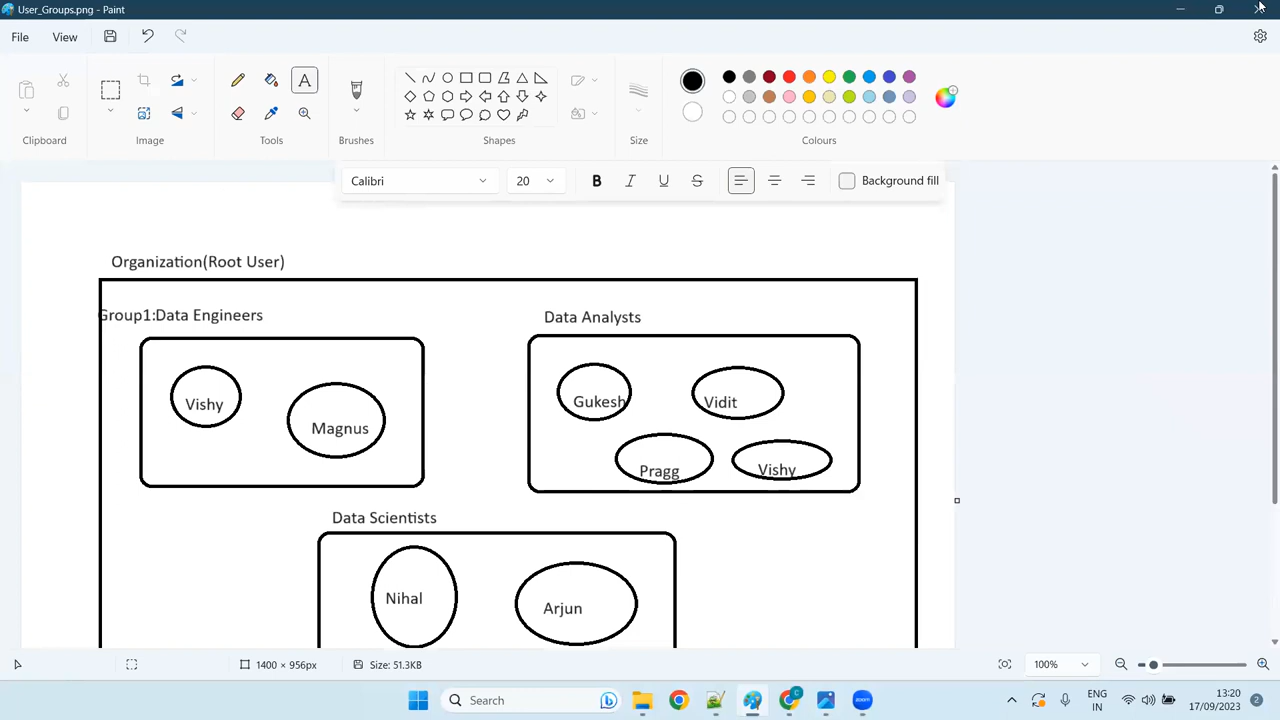 User_Groups.png - Paint
File
View
Clipboard
Image
Tools
Brushes
Shapes
Size
Colours
Calibri
20
B
I
U
S
Background fill
Organization(Root User)
Group1:Data Engineers
Data Analysts
Vishy
Magnus
Gukesh
Vidit
Pragg
Vishy
Data Scientists
Nihal
Arjun
1400 × 956px
Size: 51.3KB
100%
Search
ENG
IN
13:20
17/09/2023
2